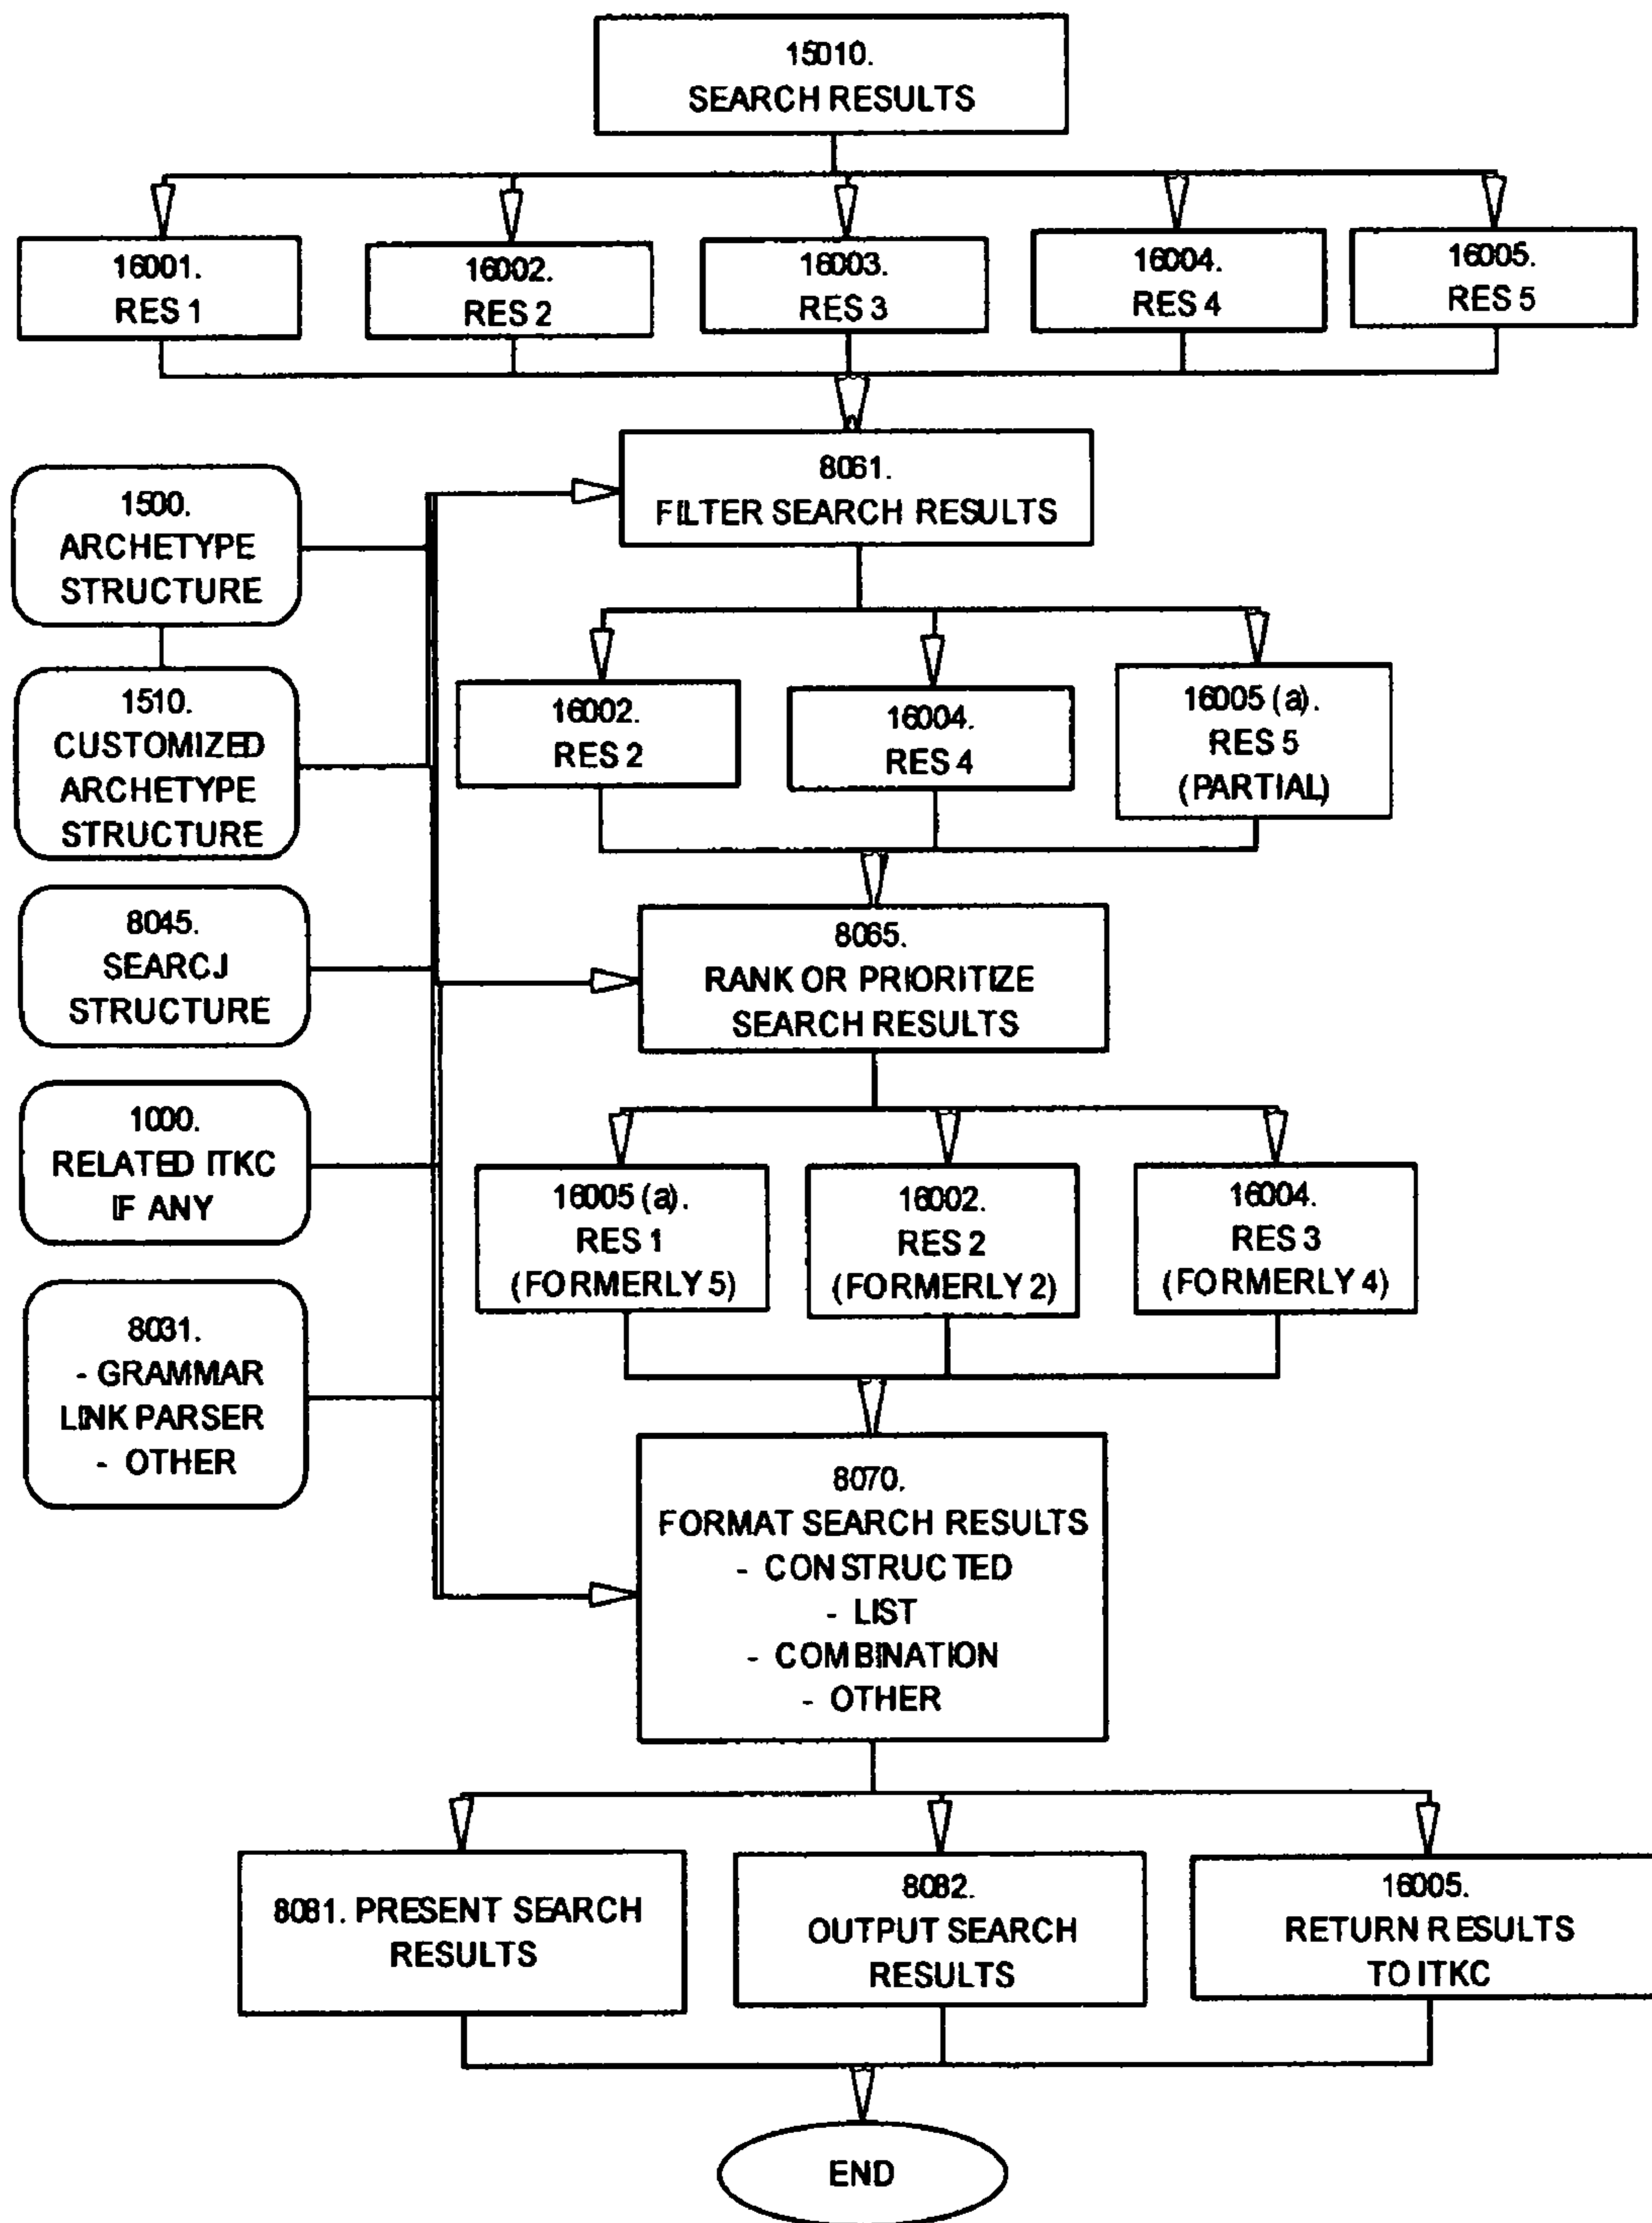 15010.
SEARCH RESULTS
16001.
RES 1
16002.
RES 2
16003.
RES 3
16004.
RES 4
16005.
RES 5
8061.
FILTER SEARCH RESULTS
1500.
ARCHETYPE
STRUCTURE
1510.
CUSTOMIZED
ARCHETYPE
STRUCTURE
8045.
SEARCJ
STRUCTURE
1000.
RELATED ITKC
IF ANY
8031.
- GRAMMAR
LINK PARSER
- OTHER
16002.
RES 2
16004.
RES 4
16005 (a).
RES 5
(PARTIAL)
8065.
RANK OR PRIORITIZE
SEARCH RESULTS
16005 (a).
RES 1
(FORMERLY 5)
16002.
RES 2
(FORMERLY 2)
16004.
RES 3
(FORMERLY 4)
8070.
FORMAT SEARCH RESULTS
- CONSTRUCTED
- LIST
- COMBINATION
- OTHER
8081. PRESENT SEARCH
RESULTS
8082.
OUTPUT SEARCH
RESULTS
16005.
RETURN RESULTS
TO ITKC
END